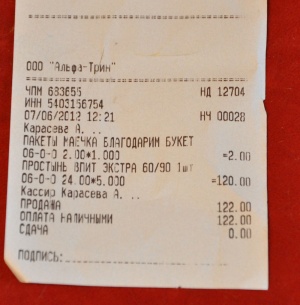 ООО "Альфа-Трин"
ЧПМ 683656 НД 12704
ИНН 5403156754
07/06/2012 12:21 НЧ 00028
Карасева А. ..
ПАКЕТЫ МАЕЧКА БЛАГОДАРИМ БУКЕТ
06-0-0 2.00*1.000 =2.00
ПРОСТЫНЬ ВПИТ ЭКСТРА 60/90 1шт
06-0-0 24.00*5.000 =120.00
Кассир Карасева А. ..
ПРОДАЖА 122.00
ОПЛАТА НАЛИЧНЫМИ 122.00
СДАЧА 0.00
ПОДПИСЬ: